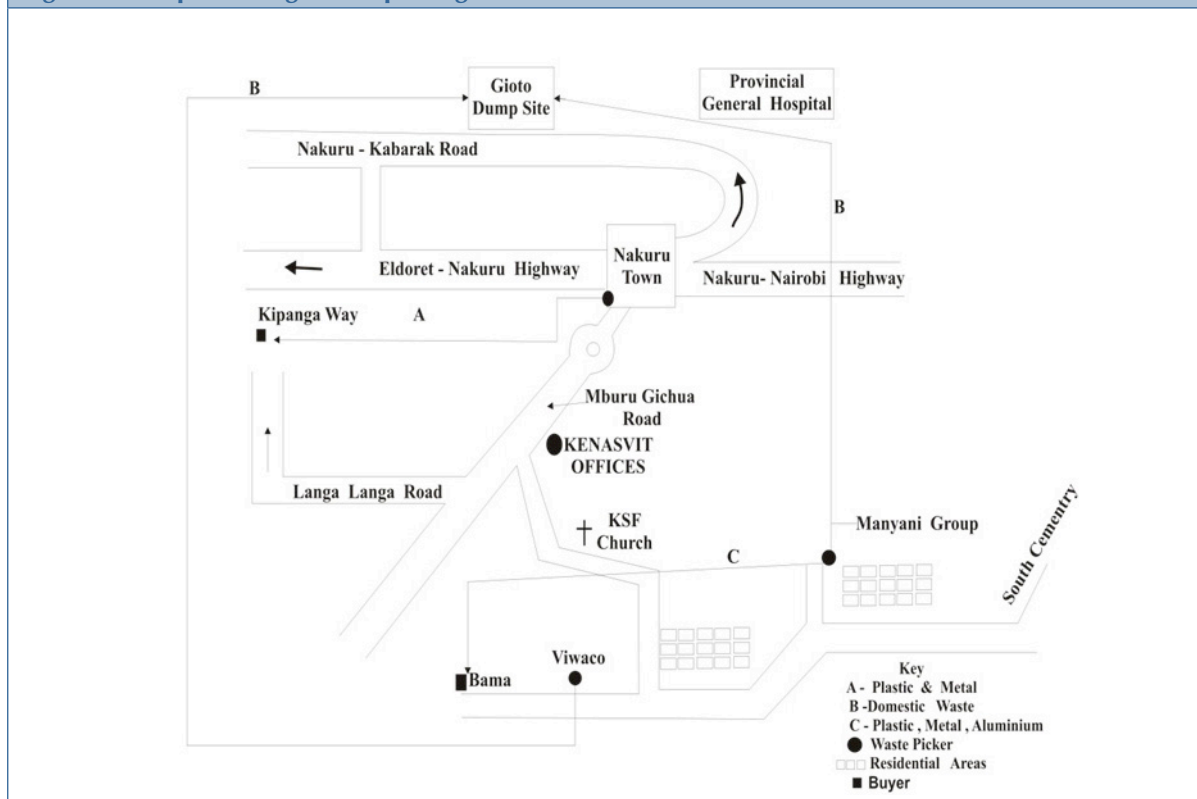 B
Gioto
Dump Site
Provincial
General Hospital
Nakuru - Kabarak Road
B
Nakuru
Town
Eldoret - Nakuru Highway
Nakuru- Nairobi Highway
Kipanga Way
A
Mburu Gichua
Road
KENASVIT
OFFICES
Langa Langa Road
KSF
Church
Manyani Group
C
South Cementry
Viwaco
Bama
Key
A - Plastic & Metal
B -Domestic Waste
C - Plastic , Metal , Aluminium
Waste Picker
Residential Areas
Buyer